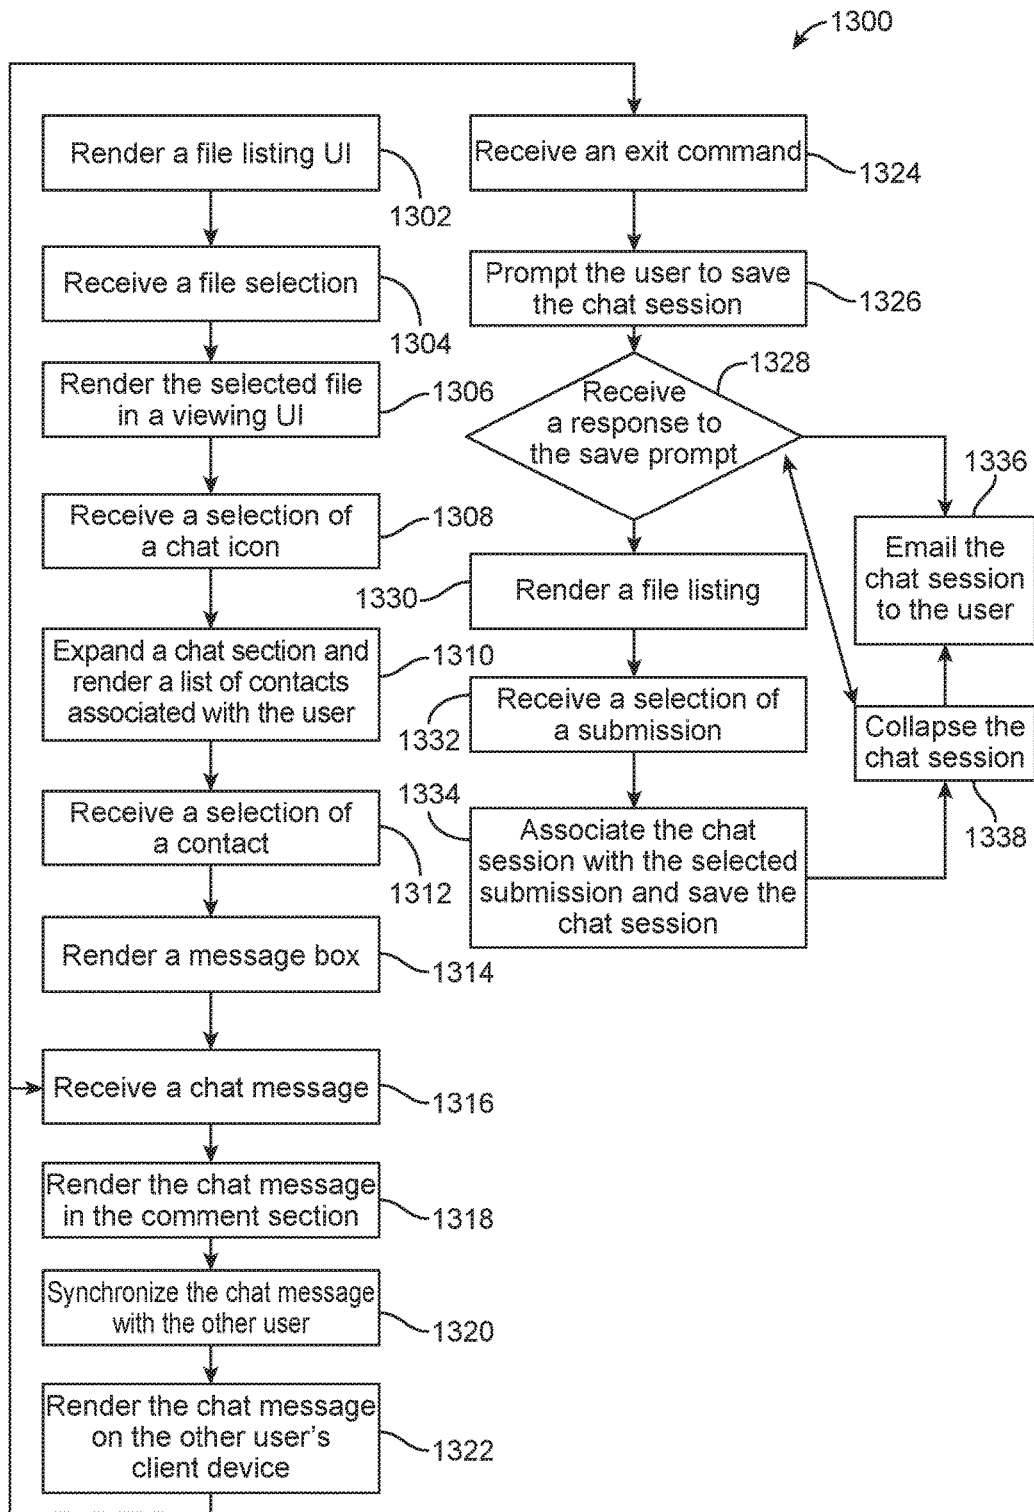 1300
Render a file listing UI
1302
Receive a file selection
1304
Render the selected file
in a viewing UI
1306
Receive a selection of
a chat icon
1308
Expand a chat section and
render a list of contacts
associated with the user
1310
Receive a selection of
a contact
1312
Render a message box
1314
Receive a chat message
1316
Render the chat message
in the comment section
1318
Synchronize the chat message
with the other user
1320
Render the chat message
on the other user's
client device
1322
Receive an exit command
1324
Prompt the user to save
the chat session
1326
Receive
a response to
the save prompt
1328
1330
Render a file listing
Receive a selection of
a submission
1332
1334
Associate the chat
session with the selected
submission and save the
chat session
1336
Email the
chat session
to the user
Collapse the
chat session
1338